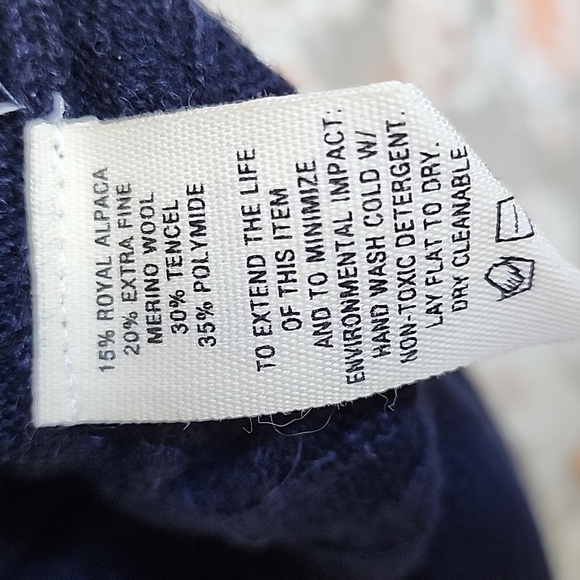 15% ROYAL ALPACA
20% EXTRA FINE
MERINO WOOL
30% TENCEL
35% POLYMIDE
TO EXTEND THE LIFE
OF THIS ITEM
AND TO MINIMIZE
ENVIRONMENTAL IMPACT:
HAND WASH COLD W/
NON-TOXIC DETERGENT.
LAY FLAT TO DRY.
DRY CLEANABLE